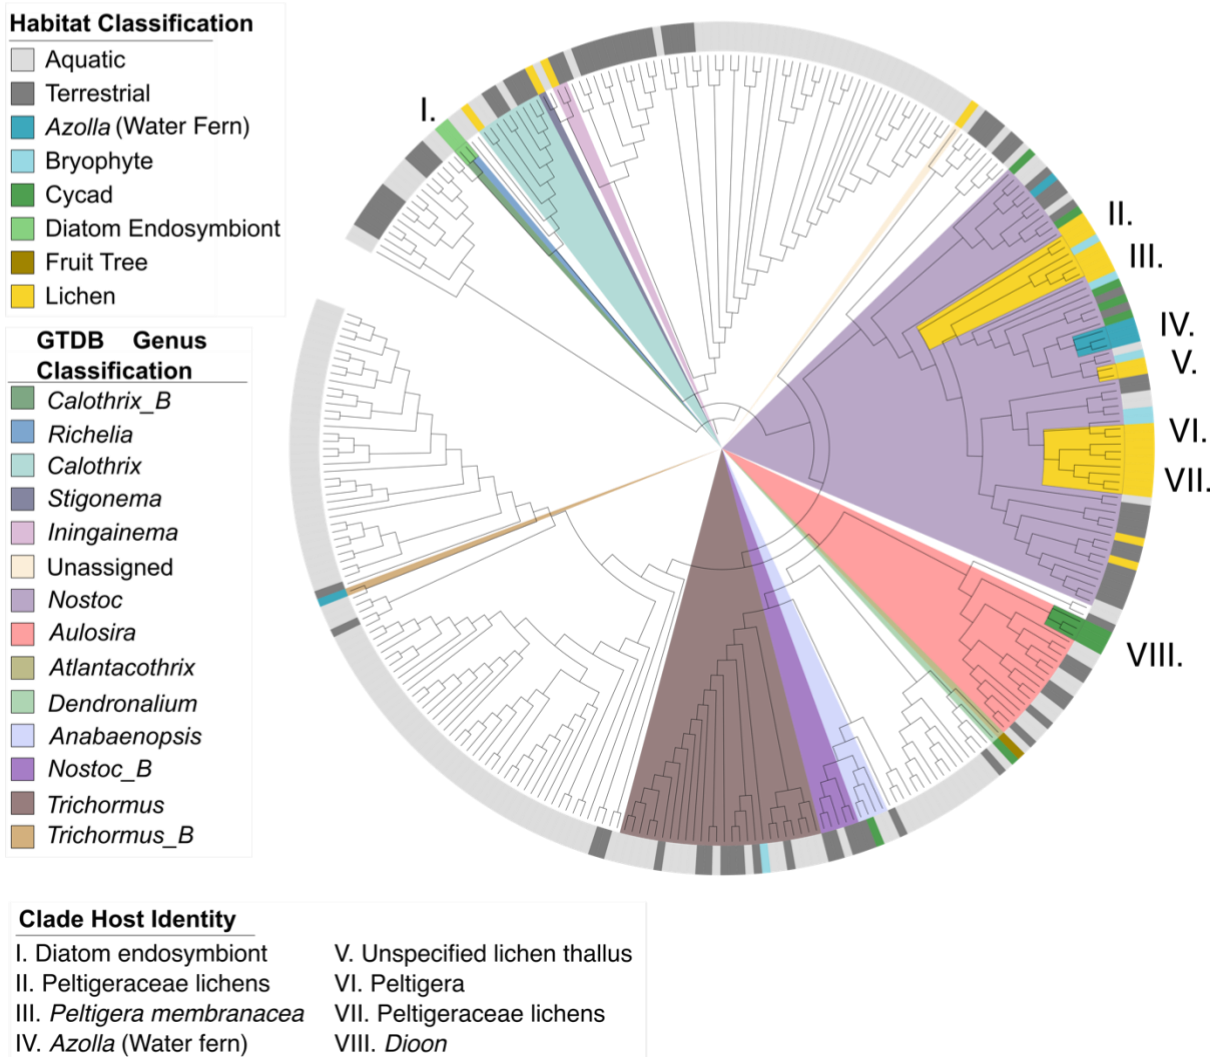 Habitat Classification
Aquatic
Terrestrial
Azolla (Water Fern)
Bryophyte
Cycad
Diatom Endosymbiont
Fruit Tree
Lichen
GTDB Genus
Classification
Calothrix_B
Richelia
Calothrix
Stigonema
Iningainema
Unassigned
Nostoc
Aulosira
Atlantacothrix
Dendronalium
Anabaenopsis
Nostoc_B
Trichormus
Trichormus_B
I.
II.
III.
IV.
V.
VI.
VII.
VIII.
Clade Host Identity
I. Diatom endosymbiont
II. Peltigeraceae lichens
III. Peltigera membranacea
IV. Azolla (Water fern)
V. Unspecified lichen thallus
VI. Peltigera
VII. Peltigeraceae lichens
VIII. Dioon